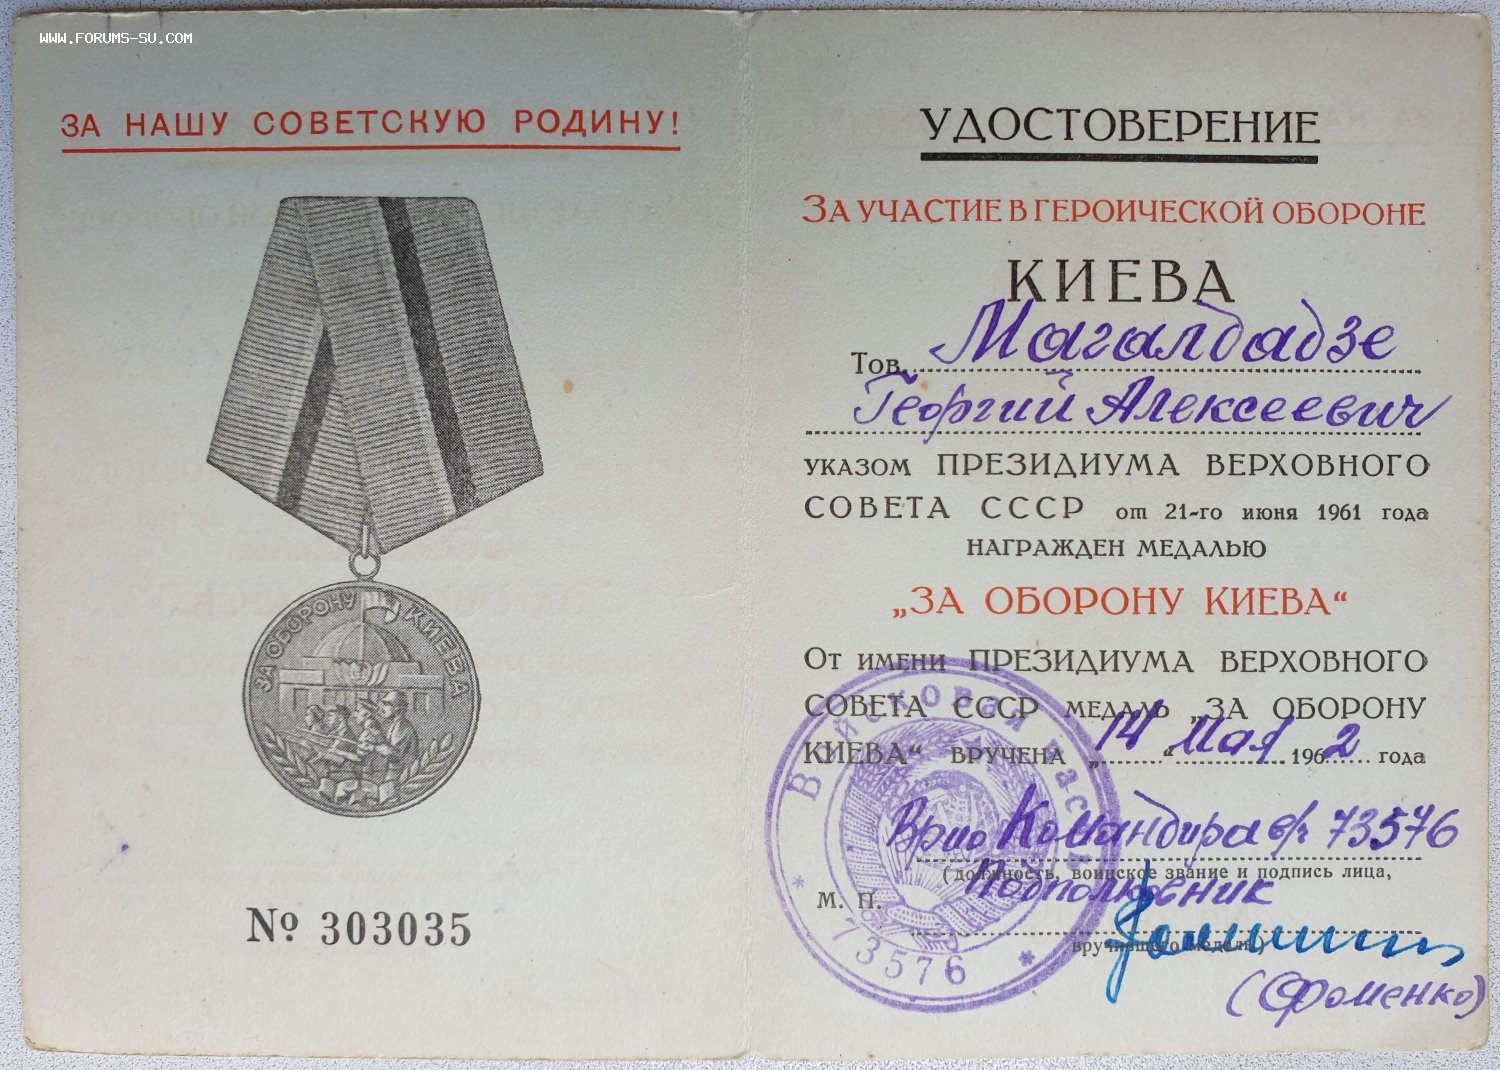 www.forums-su.com
ЗА НАШУ СОВЕТСКУЮ РОДИНУ!
ЗА ОБОРОНУ КИЕВА
№ 303035
УДОСТОВЕРЕНИЕ
ЗА УЧАСТИЕ В ГЕРОИЧЕСКОЙ ОБОРОНЕ
КИЕВА
Тов. Магалдадзе
Георгий Алексеевич
УКАЗОМ ПРЕЗИДИУМА ВЕРХОВНОГО
СОВЕТА СССР от 21-го июня 1961 года
НАГРАЖДЕН МЕДАЛЬЮ
„ЗА ОБОРОНУ КИЕВА“
От имени ПРЕЗИДИУМА ВЕРХОВНОГО
СОВЕТА СССР МЕДАЛЬ „ЗА ОБОРОНУ
КИЕВА“ ВРУЧЕНА „14“ Мая 1962 года
Врио Командира в/ч 73576
(должность, воинское звание и подпись лица,
Подполковник
М. П.
вручившего медаль)
(Фоменко)
Войсковая часть
* 73576 *